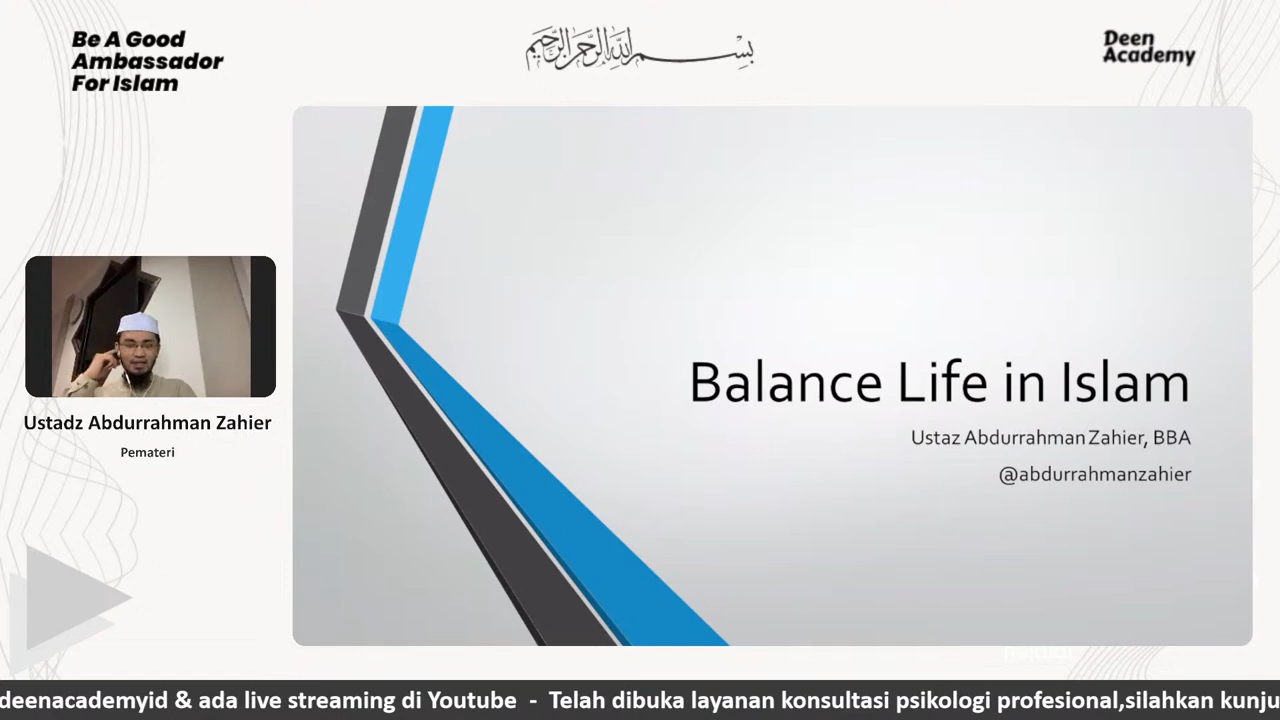 Be A Good
Ambassador
For Islam
بسم الله الرحمن الرحيم
Deen
Academy
Balance Life in Islam
Ustaz Abdurrahman Zahier, BBA
@abdurrahmanzahier
Ustadz Abdurrahman Zahier
Pemateri
deenacademyid & ada live streaming di Youtube - Telah dibuka layanan konsultasi psikologi profesional,silahkan kunju